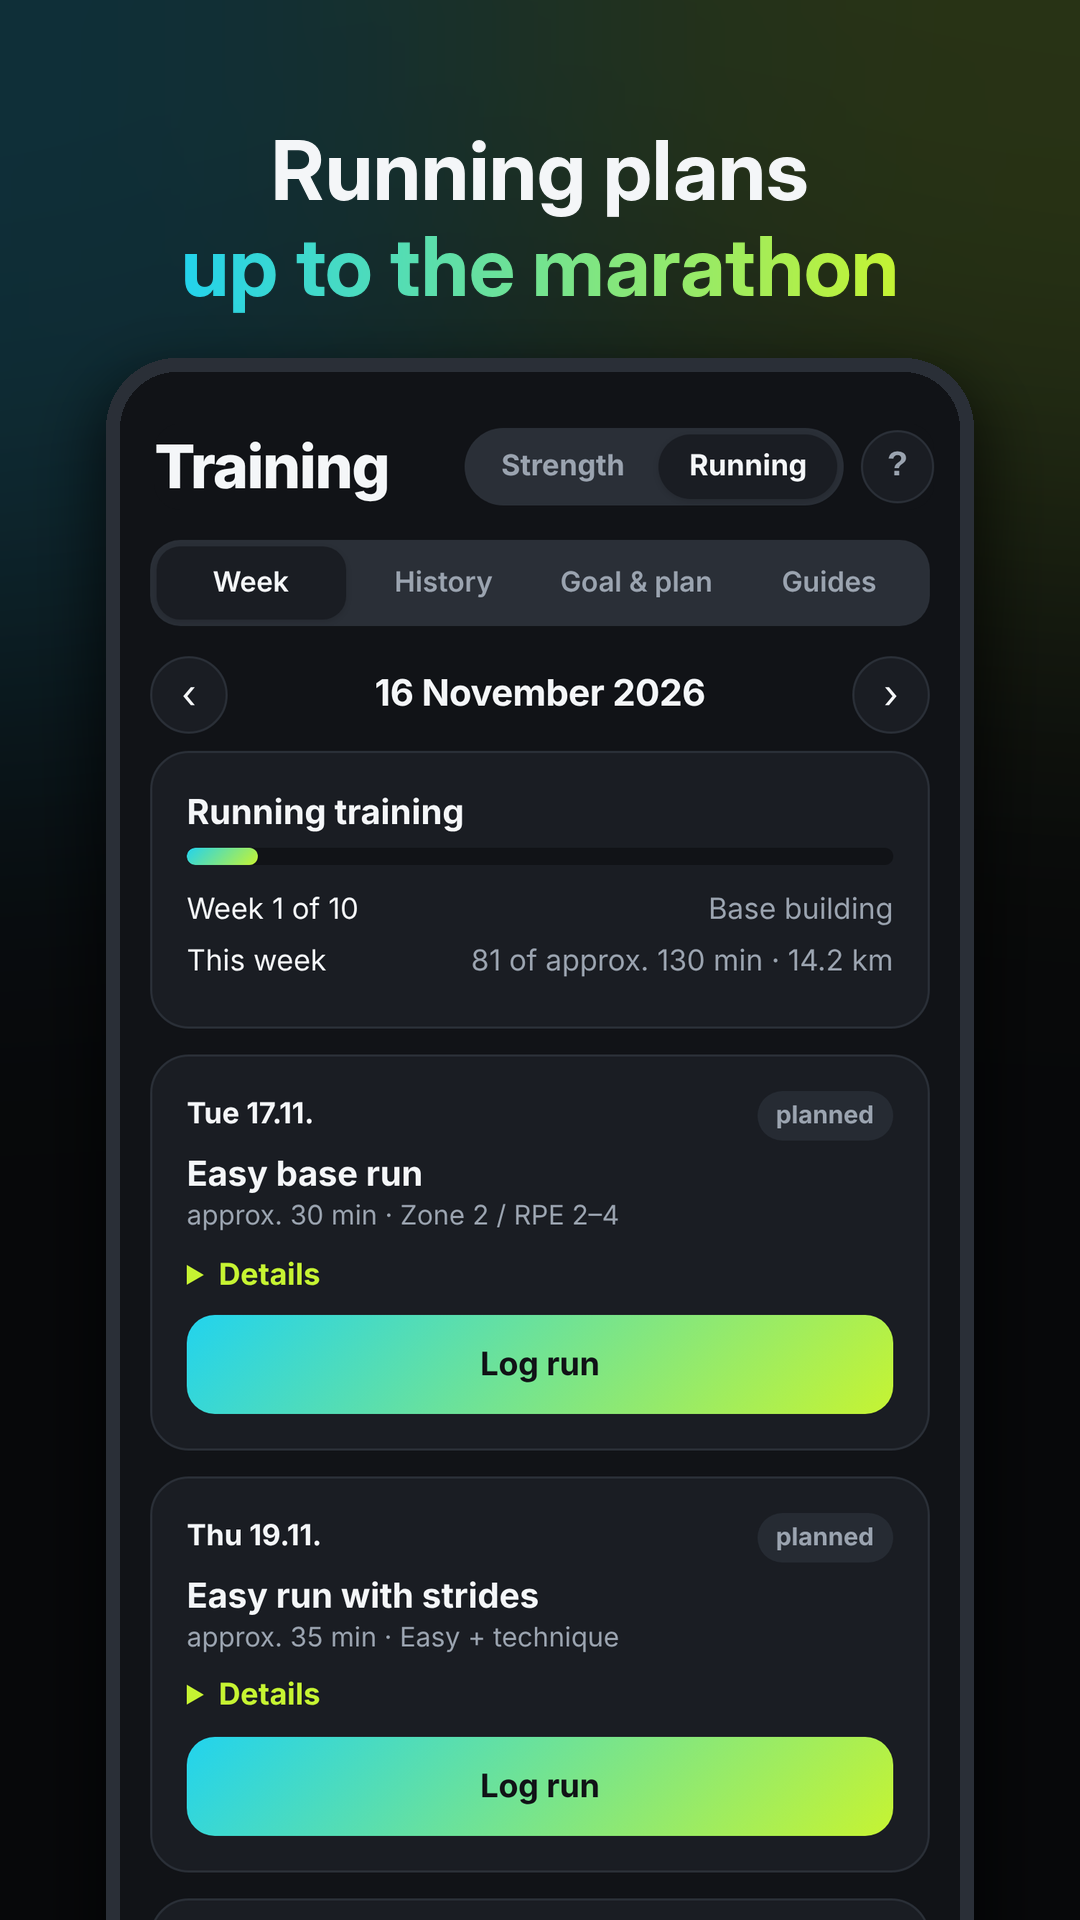 Running plans
up to the marathon
Training
Strength
Running
?
Week
History
Goal & plan
Guides
‹
16 November 2026
›
Running training
Week 1 of 10
Base building
This week
81 of approx. 130 min · 14.2 km
Tue 17.11.
planned
Easy base run
approx. 30 min · Zone 2 / RPE 2–4
▶ Details
Log run
Thu 19.11.
planned
Easy run with strides
approx. 35 min · Easy + technique
▶ Details
Log run